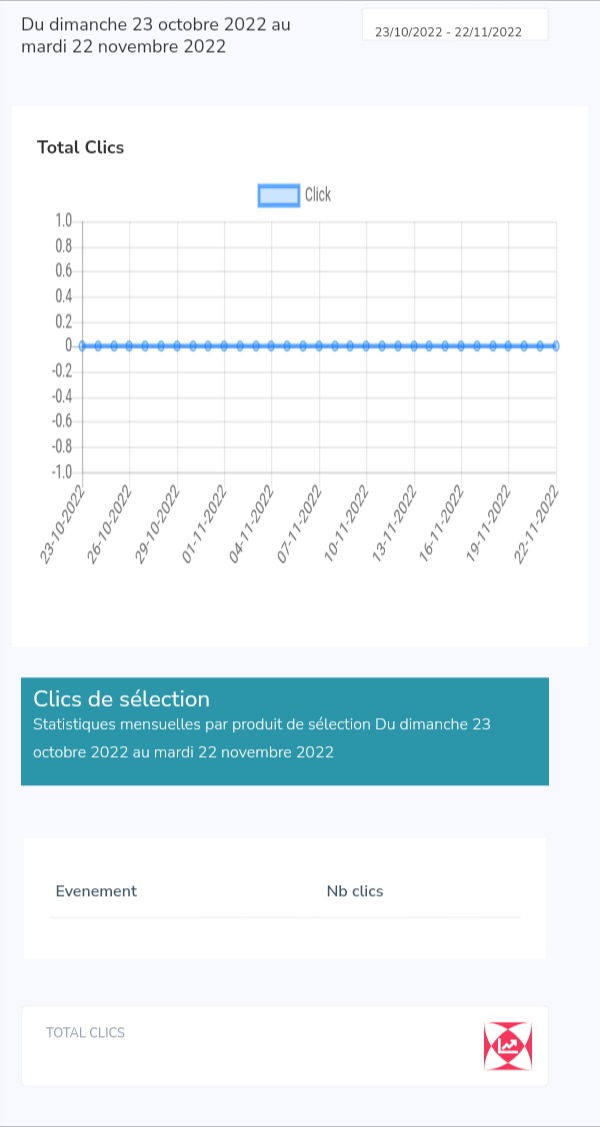 Du dimanche 23 octobre 2022 au
mardi 22 novembre 2022
23/10/2022 - 22/11/2022
Total Clics
Click
1.0
0.8
0.6
0.4
0.2
0
-0.2
-0.4
-0.6
-0.8
-1.0
23-10-2022
26-10-2022
29-10-2022
01-11-2022
04-11-2022
07-11-2022
10-11-2022
13-11-2022
16-11-2022
19-11-2022
22-11-2022
Clics de sélection
Statistiques mensuelles par produit de sélection Du dimanche 23
octobre 2022 au mardi 22 novembre 2022
Evenement
Nb clics
TOTAL CLICS